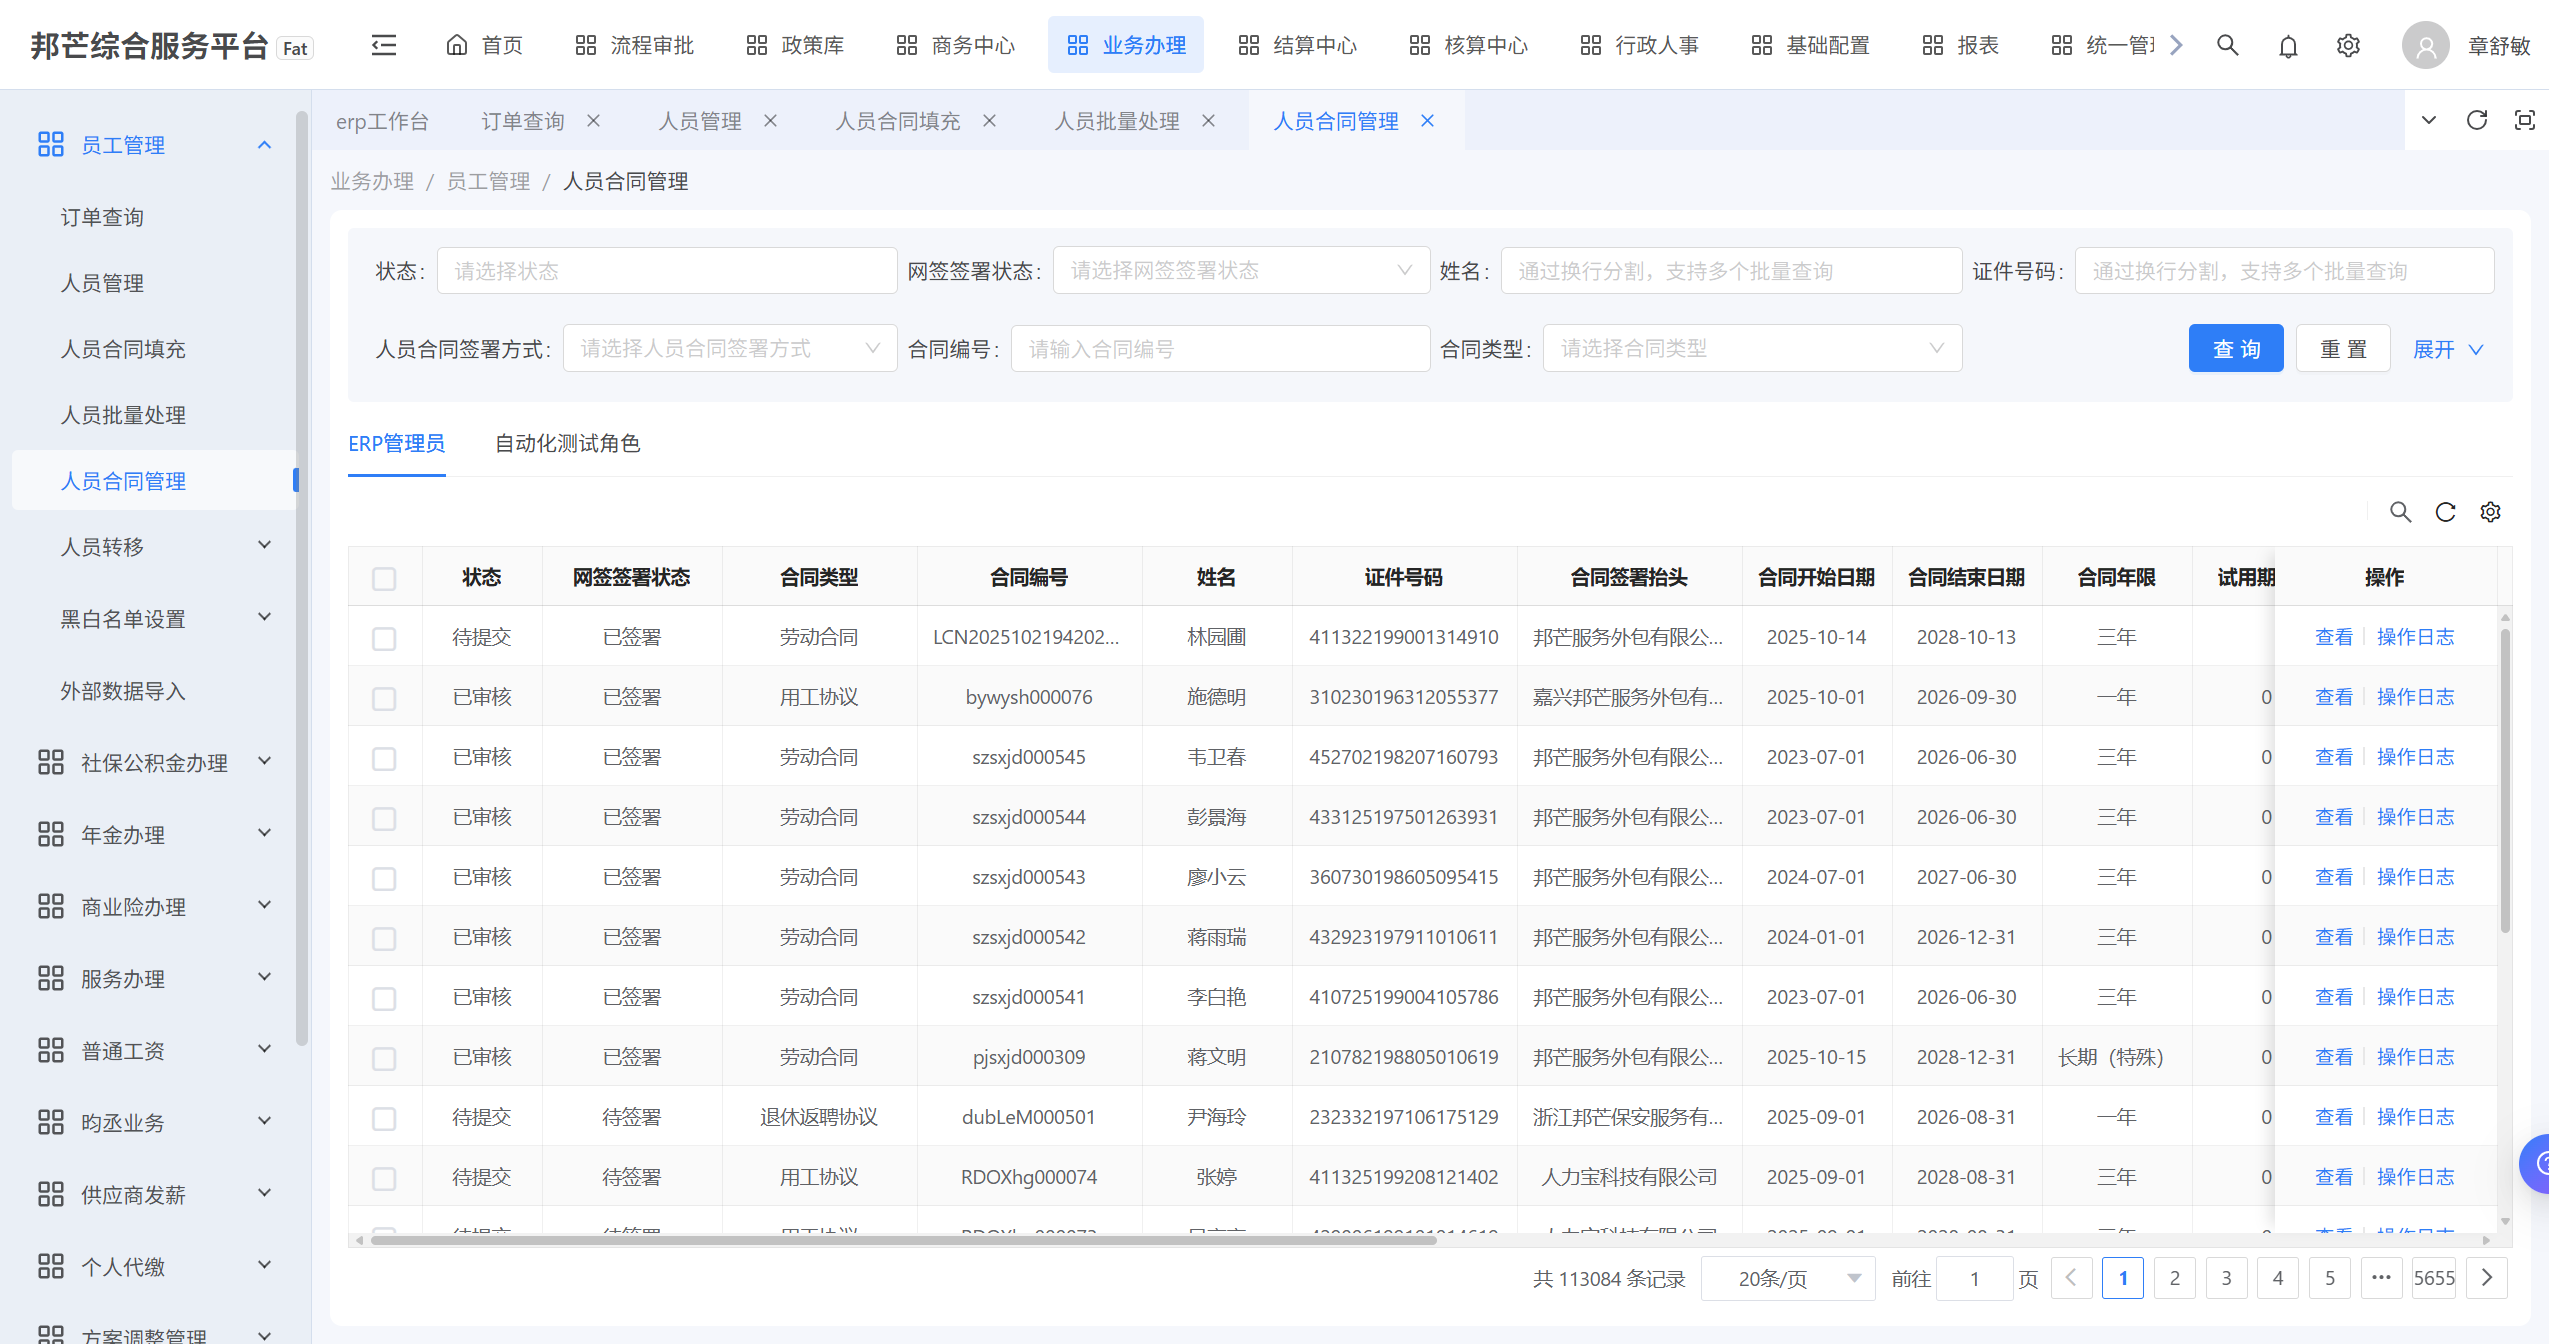 邦芒综合服务平台 Fat 首页 流程审批 政策库 商务中心 业务办理 结算中心 核算中心 行政人事 基础配置 报表 统一管 章舒敏
erp工作台 订单查询 人员管理 人员合同填充 人员批量处理 人员合同管理
业务办理 / 员工管理 / 人员合同管理
员工管理
订单查询
人员管理
人员合同填充
人员批量处理
人员合同管理
人员转移
黑白名单设置
外部数据导入
社保公积金办理
年金办理
商业险办理
服务办理
普通工资
昀丞业务
供应商发薪
个人代缴
方案调整管理
状态: 请选择状态 网签签署状态: 请选择网签签署状态 姓名: 通过换行分割，支持多个批量查询 证件号码: 通过换行分割，支持多个批量查询
人员合同签署方式: 请选择人员合同签署方式 合同编号: 请输入合同编号 合同类型: 请选择合同类型 查 询 重 置 展开
ERP管理员 自动化测试角色
状态 网签签署状态 合同类型 合同编号 姓名 证件号码 合同签署抬头 合同开始日期 合同结束日期 合同年限 试用期 操作
待提交 已签署 劳动合同 LCN2025102194202... 林园圃 411322199001314910 邦芒服务外包有限公... 2025-10-14 2028-10-13 三年 查看 操作日志
已审核 已签署 用工协议 bywysh000076 施德明 310230196312055377 嘉兴邦芒服务外包有... 2025-10-01 2026-09-30 一年 0 查看 操作日志
已审核 已签署 劳动合同 szsxjd000545 韦卫春 452702198207160793 邦芒服务外包有限公... 2023-07-01 2026-06-30 三年 0 查看 操作日志
已审核 已签署 劳动合同 szsxjd000544 彭景海 433125197501263931 邦芒服务外包有限公... 2023-07-01 2026-06-30 三年 0 查看 操作日志
已审核 已签署 劳动合同 szsxjd000543 廖小云 360730198605095415 邦芒服务外包有限公... 2024-07-01 2027-06-30 三年 0 查看 操作日志
已审核 已签署 劳动合同 szsxjd000542 蒋雨瑞 432923197911010611 邦芒服务外包有限公... 2024-01-01 2026-12-31 三年 0 查看 操作日志
已审核 已签署 劳动合同 szsxjd000541 李白艳 410725199004105786 邦芒服务外包有限公... 2023-07-01 2026-06-30 三年 0 查看 操作日志
已审核 已签署 劳动合同 pjsxjd000309 蒋文明 210782198805010619 邦芒服务外包有限公... 2025-10-15 2028-12-31 长期（特殊） 0 查看 操作日志
待提交 待签署 退休返聘协议 dubLeM000501 尹海玲 232332197106175129 浙江邦芒保安服务有... 2025-09-01 2026-08-31 一年 0 查看 操作日志
待提交 待签署 用工协议 RDOXhg000074 张婷 411325199208121402 人力宝科技有限公司 2025-09-01 2028-08-31 三年 0 查看 操作日志
共 113084 条记录 20条/页 前往 1 页 1 2 3 4 5 ••• 5655